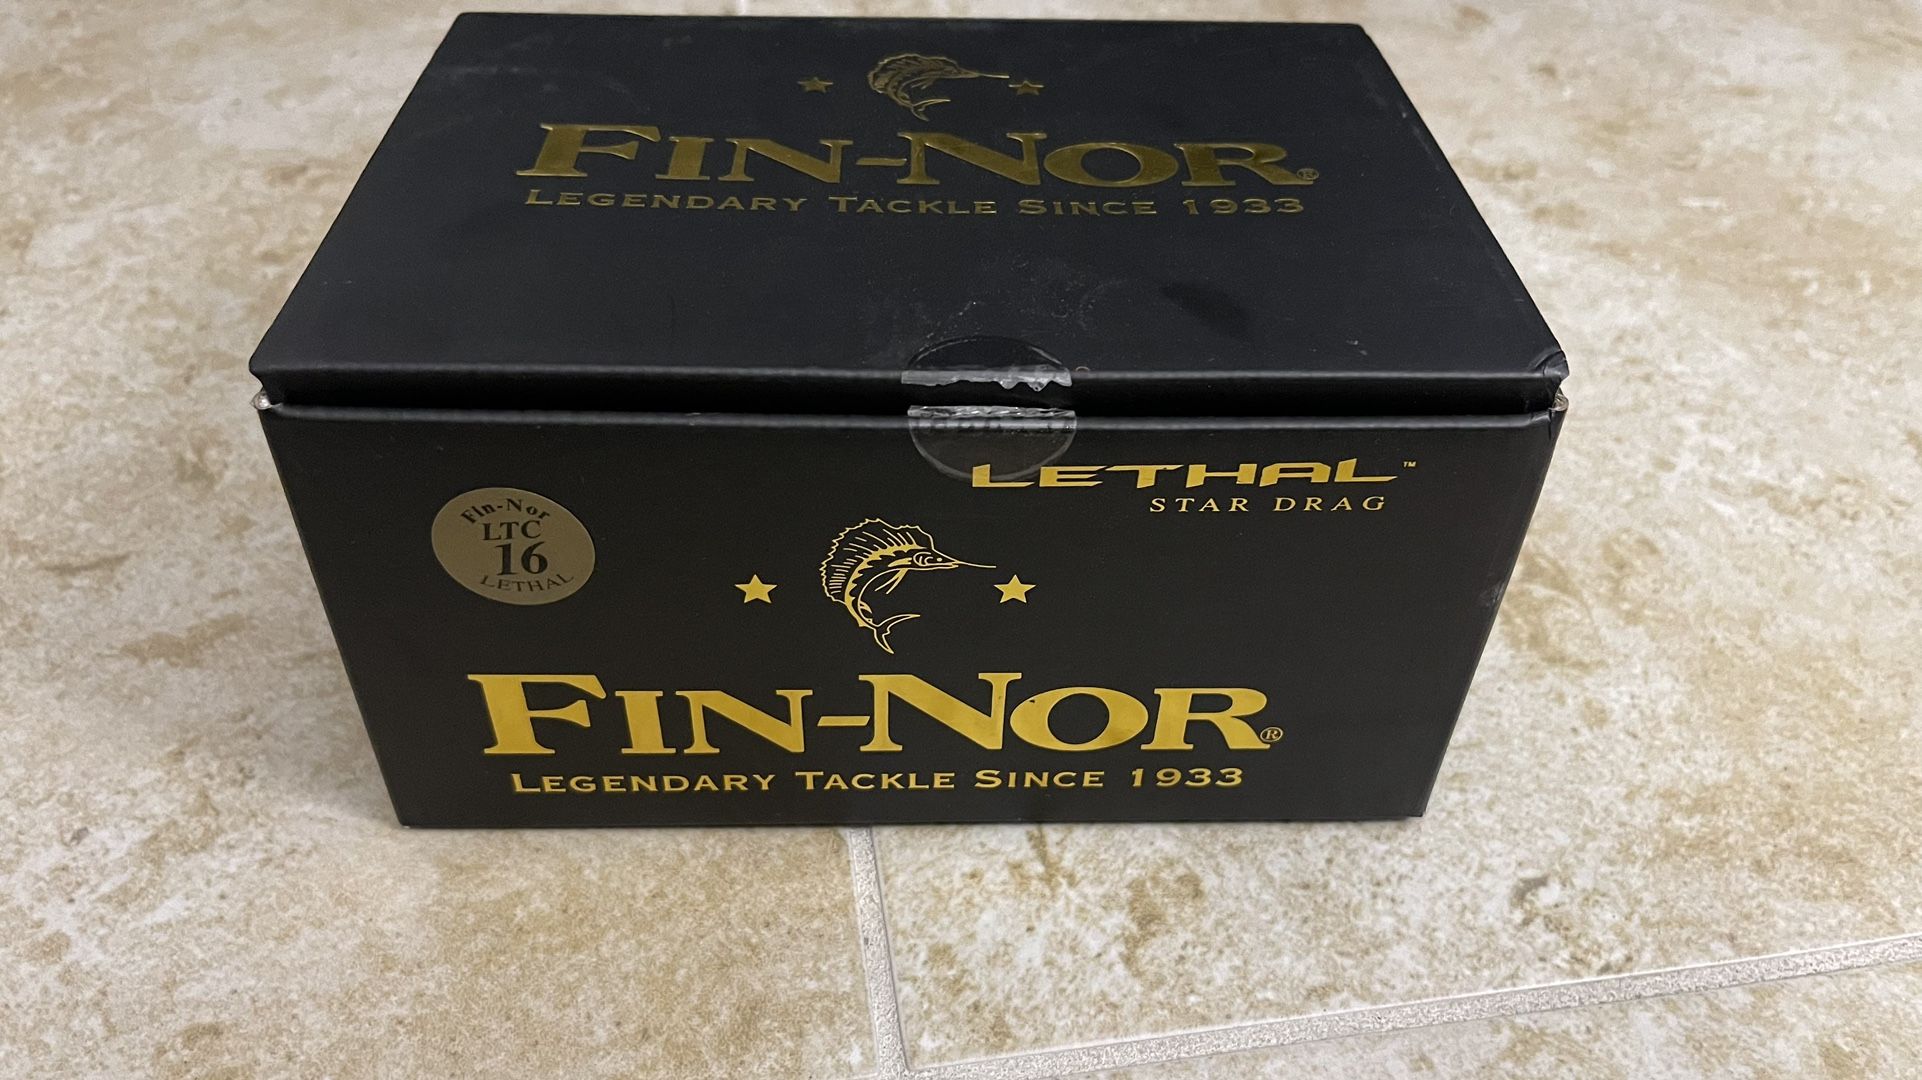 FIN-NOR®
LEGENDARY TACKLE SINCE 1933
LETHAL™
STAR DRAG
Fin-Nor
LTC
16
LETHAL
FIN-NOR®
LEGENDARY TACKLE SINCE 1933